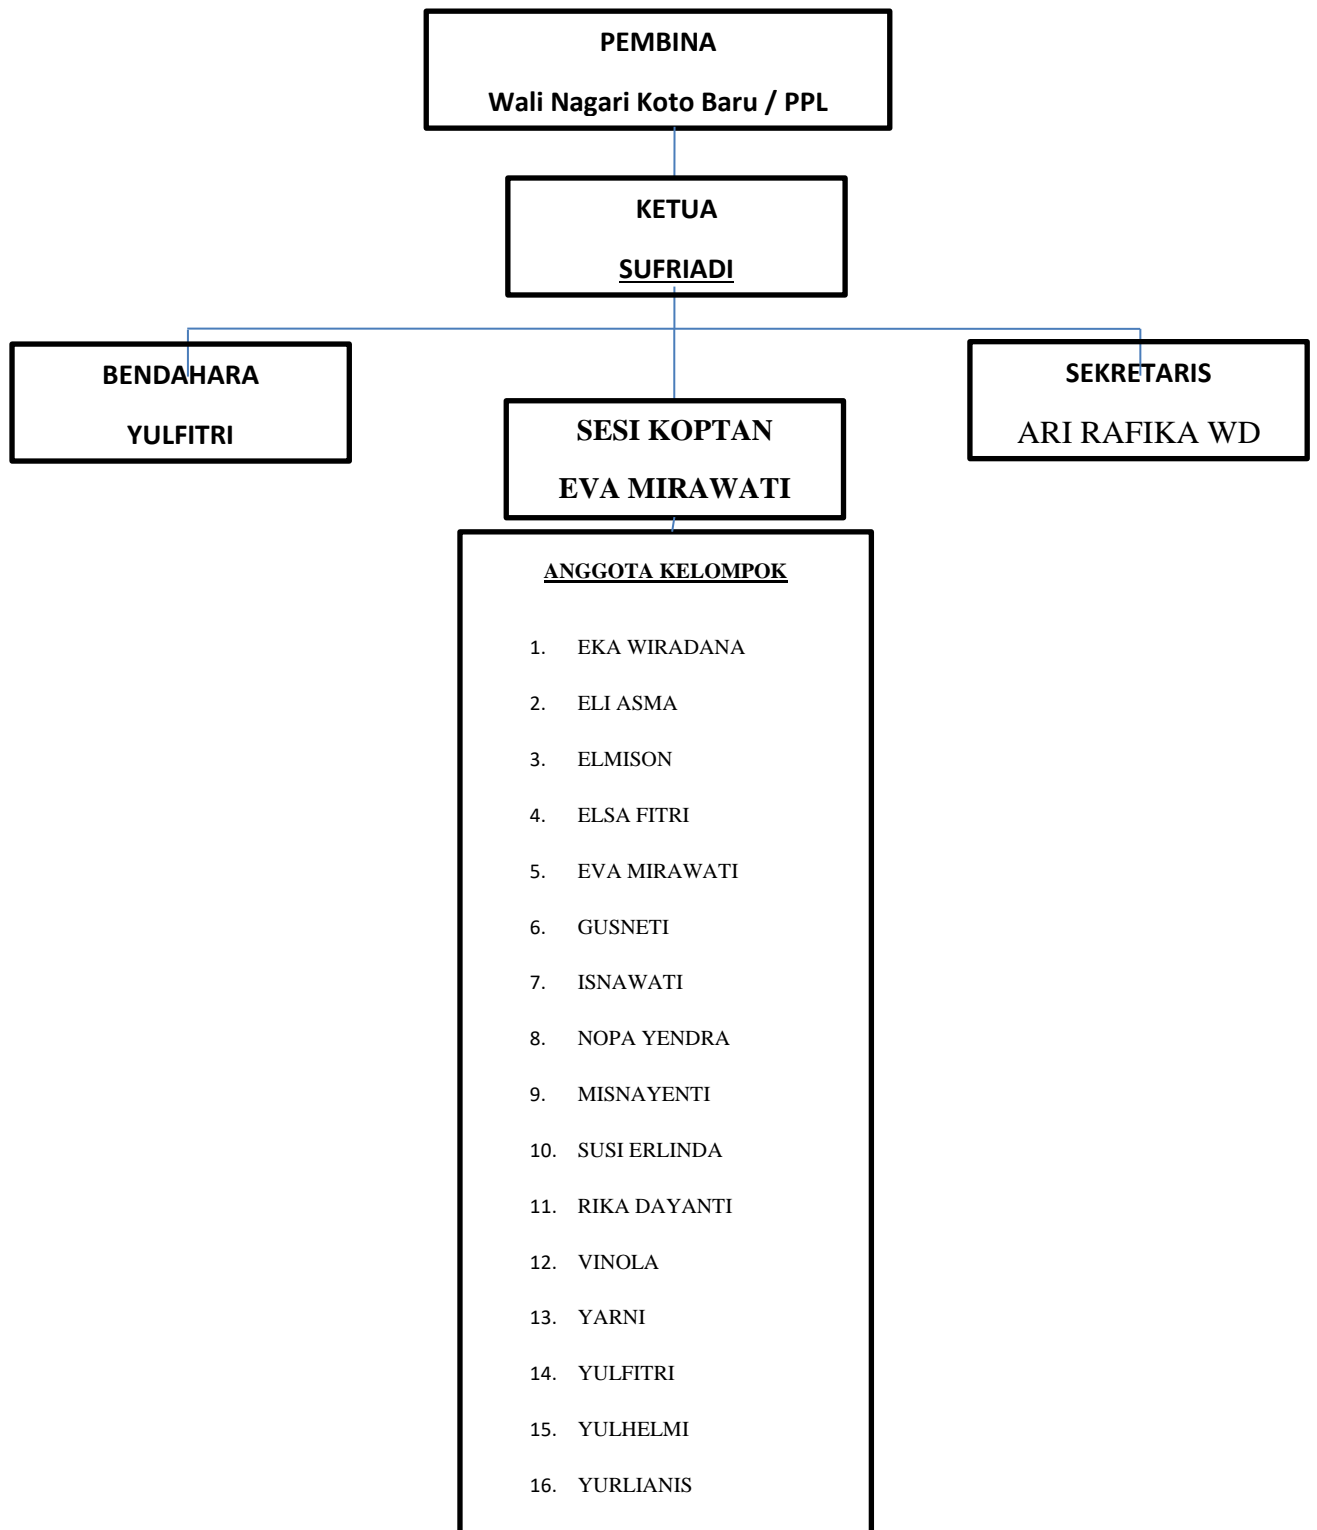 PEMBINA
Wali Nagari Koto Baru / PPL
KETUA
SUFRIADI
BENDAHARA
YULFITRI
SESI KOPTAN
EVA MIRAWATI
SEKRETARIS
ARI RAFIKA WD
ANGGOTA KELOMPOK
1. EKA WIRADANA
2. ELI ASMA
3. ELMISON
4. ELSA FITRI
5. EVA MIRAWATI
6. GUSNETI
7. ISNAWATI
8. NOPA YENDRA
9. MISNAYENTI
10. SUSI ERLINDA
11. RIKA DAYANTI
12. VINOLA
13. YARNI
14. YULFITRI
15. YULHELMI
16. YURLIANIS